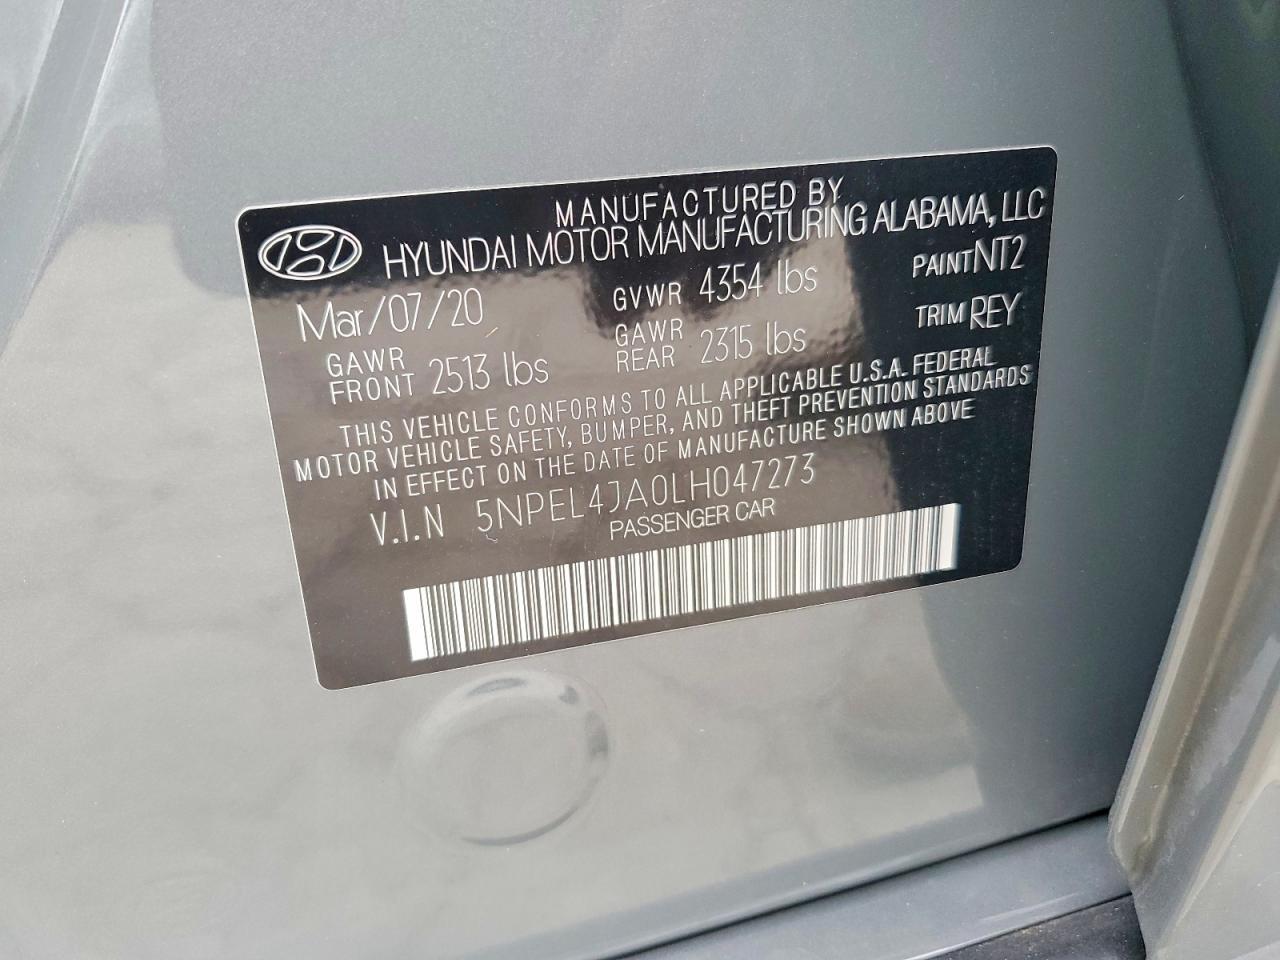 MANUFACTURED BY
HYUNDAI MOTOR MANUFACTURING ALABAMA, LLC
Mar/07/20 GVWR 4354 lbs PAINT NT2
GAWR FRONT 2513 lbs GAWR REAR 2315 lbs TRIM REY
THIS VEHICLE CONFORMS TO ALL APPLICABLE U.S.A. FEDERAL
MOTOR VEHICLE SAFETY, BUMPER, AND THEFT PREVENTION STANDARDS
IN EFFECT ON THE DATE OF MANUFACTURE SHOWN ABOVE
V.I.N 5NPEL4JA0LH047273
PASSENGER CAR